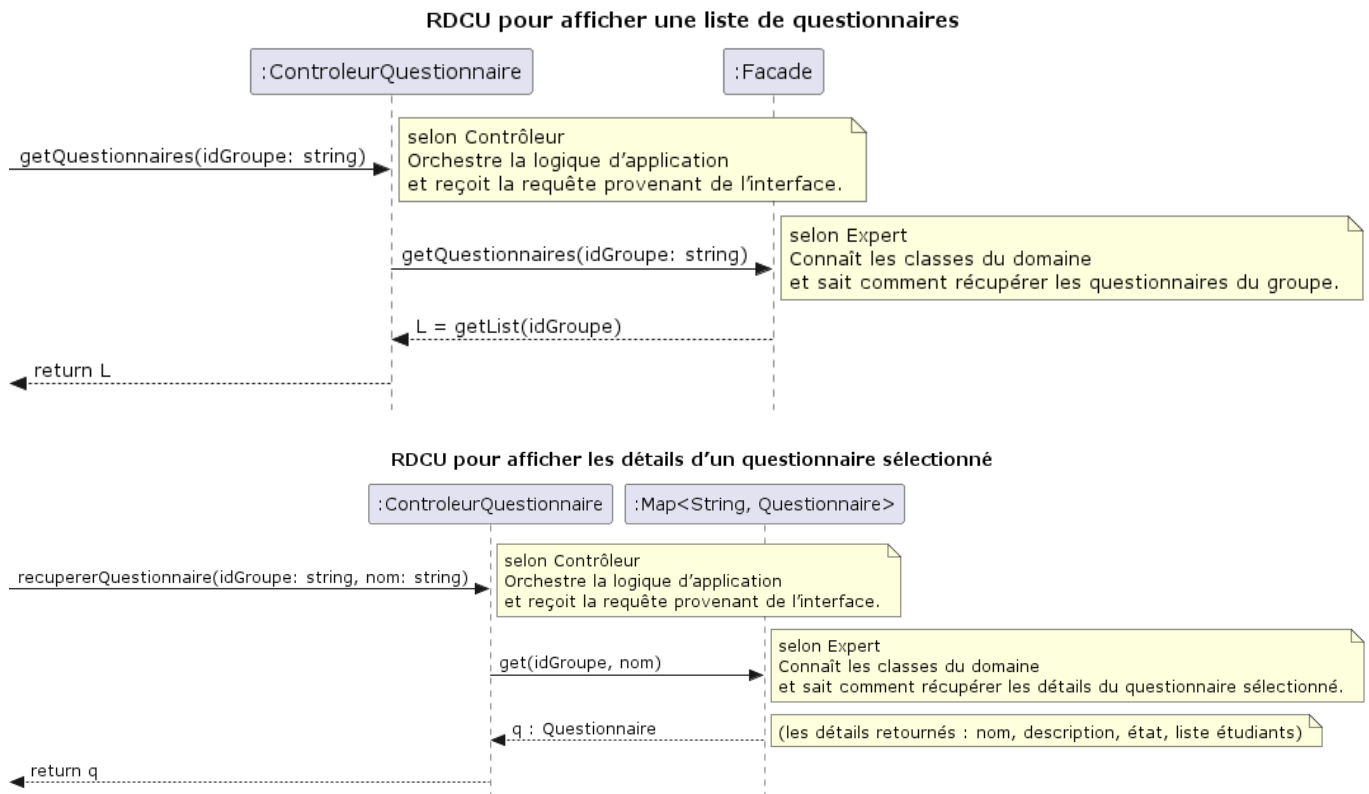 RDCU pour afficher une liste de questionnaires
:ControleurQuestionnaire
:Facade
selon Contrôleur
Orchestre la logique d’application
et reçoit la requête provenant de l’interface.
getQuestionnaires(idGroupe: string)
selon Expert
Connaît les classes du domaine
et sait comment récupérer les questionnaires du groupe.
getQuestionnaires(idGroupe: string)
L = getList(idGroupe)
return L
RDCU pour afficher les détails d’un questionnaire sélectionné
:ControleurQuestionnaire
:Map<String, Questionnaire>
selon Contrôleur
Orchestre la logique d’application
et reçoit la requête provenant de l’interface.
recupererQuestionnaire(idGroupe: string, nom: string)
selon Expert
Connaît les classes du domaine
et sait comment récupérer les détails du questionnaire sélectionné.
get(idGroupe, nom)
q : Questionnaire
(les détails retournés : nom, description, état, liste étudiants)
return q